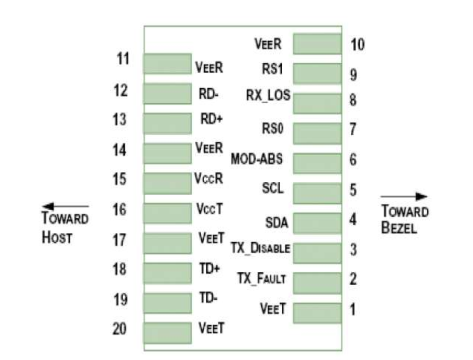 VEER 10
11 VEER
RS1 9
12 RD-
RX_LOS 8
13 RD+
RS0 7
14 VEER
MOD-ABS 6
15 VCCR
SCL 5
16 VCCT
SDA 4
TOWARD
HOST
TOWARD
BEZEL
17 VEET
TX_DISABLE 3
18 TD+
TX_FAULT 2
19 TD-
VEET 1
20 VEET